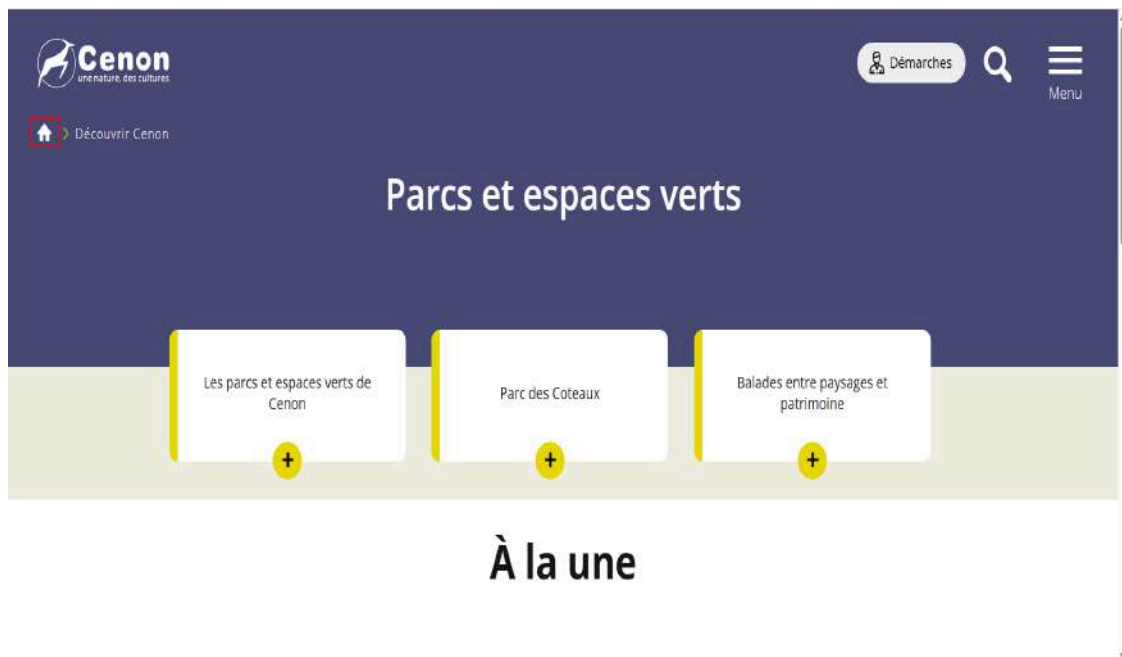 Cenon
une nature, des cultures
Démarches
Menu
Découvrir Cenon
Parcs et espaces verts
Les parcs et espaces verts de
Cenon
Parc des Coteaux
Balades entre paysages et
patrimoine
+
+
+
À la une